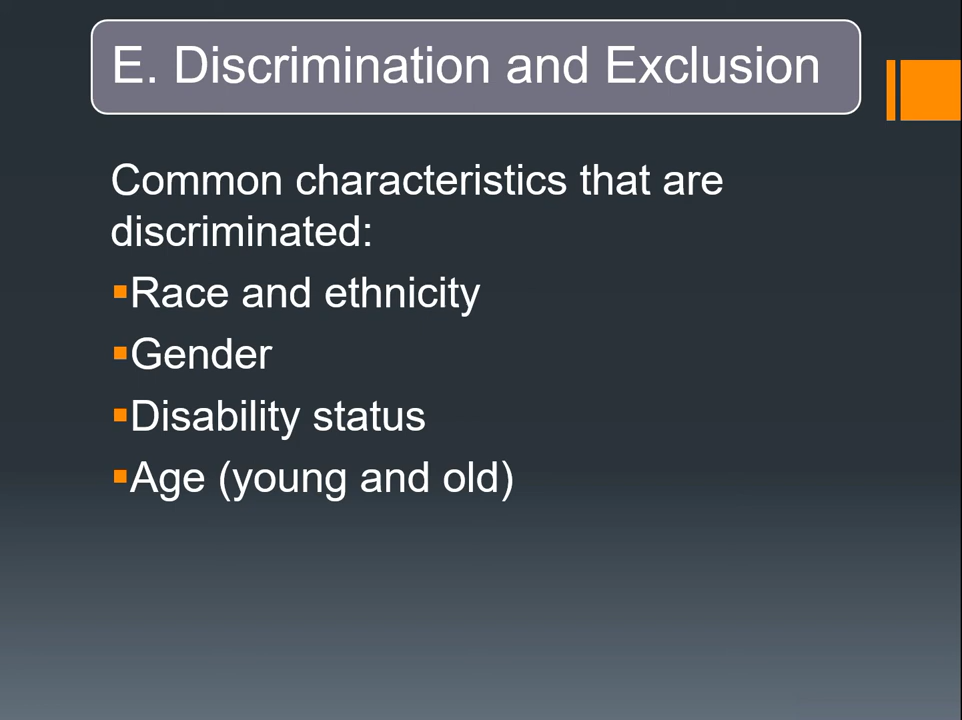 E. Discrimination and Exclusion
Common characteristics that are
discriminated:
▪Race and ethnicity
▪Gender
▪Disability status
▪Age (young and old)